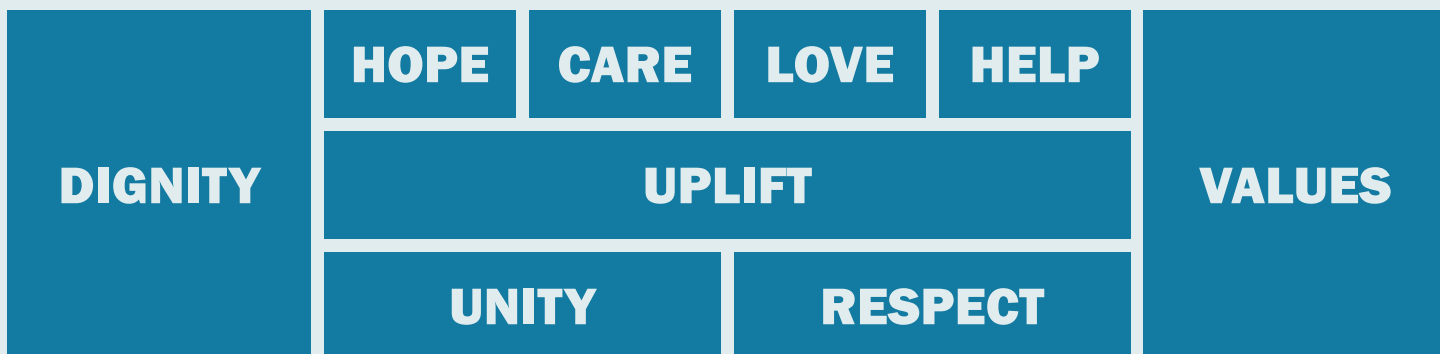 HOPE CARE LOVE HELP
DIGNITY UPLIFT VALUES
UNITY RESPECT